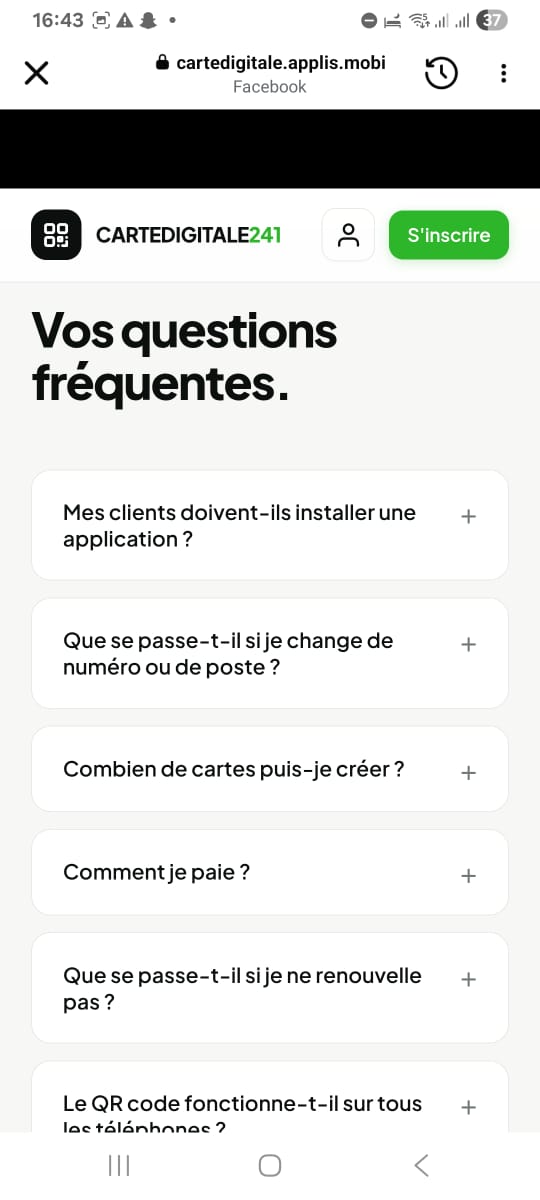 16:43
37
cartedigitale.applis.mobi
Facebook
CARTEDIGITALE241
S'inscrire
Vos questions
fréquentes.
Mes clients doivent-ils installer une
application ?
Que se passe-t-il si je change de
numéro ou de poste ?
Combien de cartes puis-je créer ?
Comment je paie ?
Que se passe-t-il si je ne renouvelle
pas ?
Le QR code fonctionne-t-il sur tous
les téléphones ?